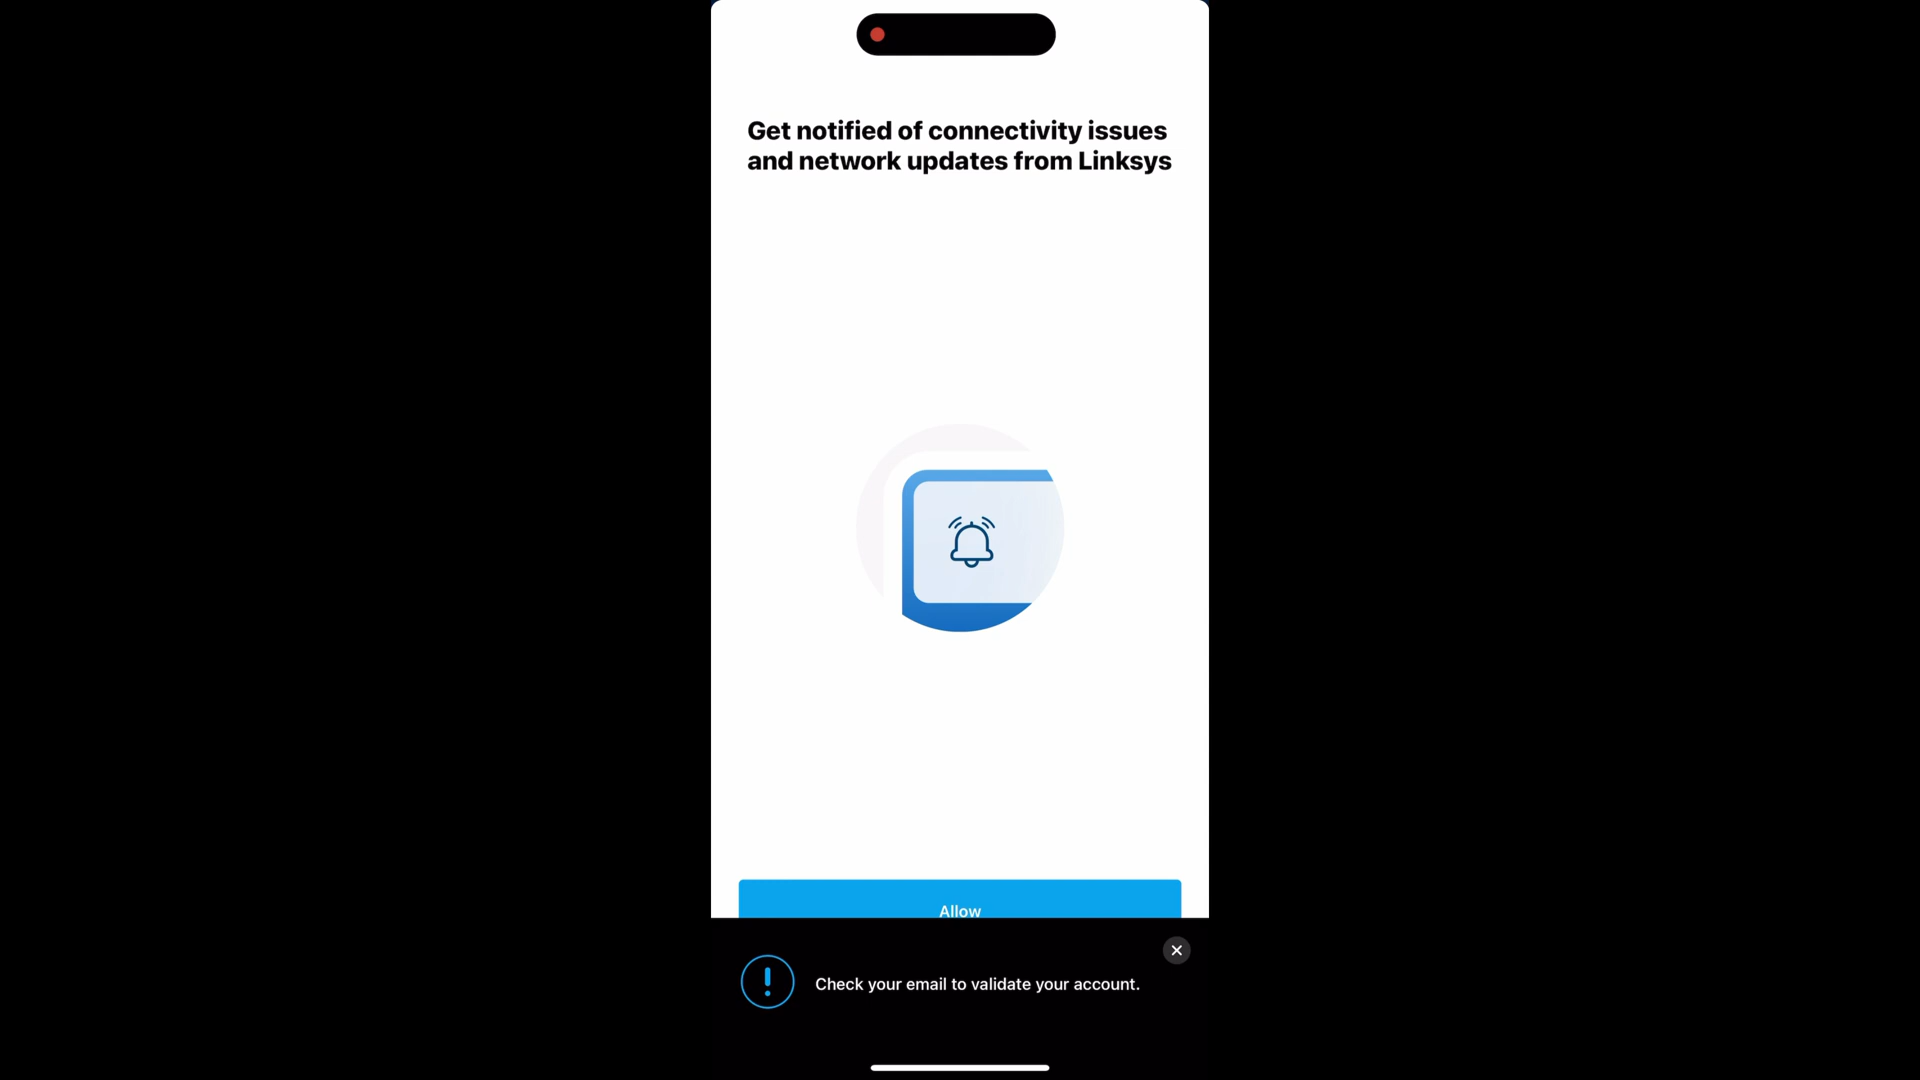 Get notified of connectivity issues
and network updates from Linksys
Allow
Check your email to validate your account.